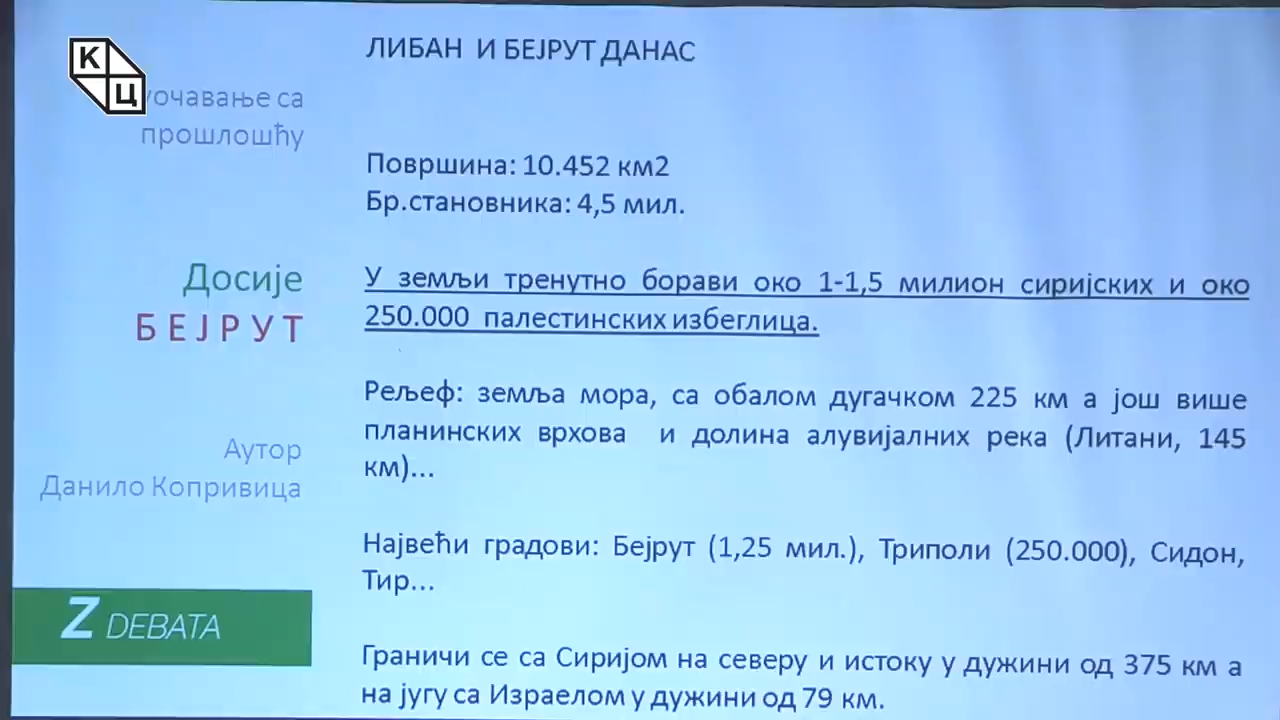 КЦ
уочавање са
прошлошћу
Досије
БЕЈРУТ
Аутор
Данило Копривица
Z DEBATA
ЛИБАН И БЕЈРУТ ДАНАС
Површина: 10.452 км2
Бр.становника: 4,5 мил.
У земљи тренутно борави око 1-1,5 милион сиријских и око
250.000 палестинских избеглица.
Рељеф: земља мора, са обалом дугачком 225 км а још више
планинских врхова и долина алувијалних река (Литани, 145
км)...
Највећи градови: Бејрут (1,25 мил.), Триполи (250.000), Сидон,
Тир...
Граничи се са Сиријом на северу и истоку у дужини од 375 км а
на југу са Израелом у дужини од 79 км.